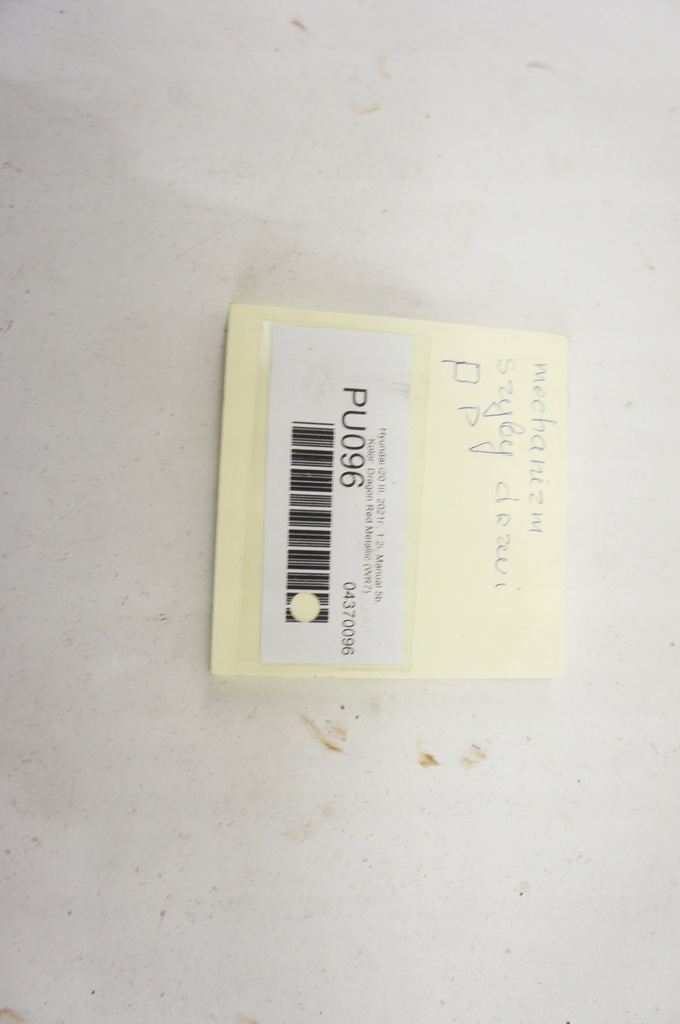 mechanizm
szyby drzwi
P P
Hyundai i20 III, 2021r, 1.2i, Manual 5b,
Kolor: Dragon Red Metallic (WR7)
PU096
04370096